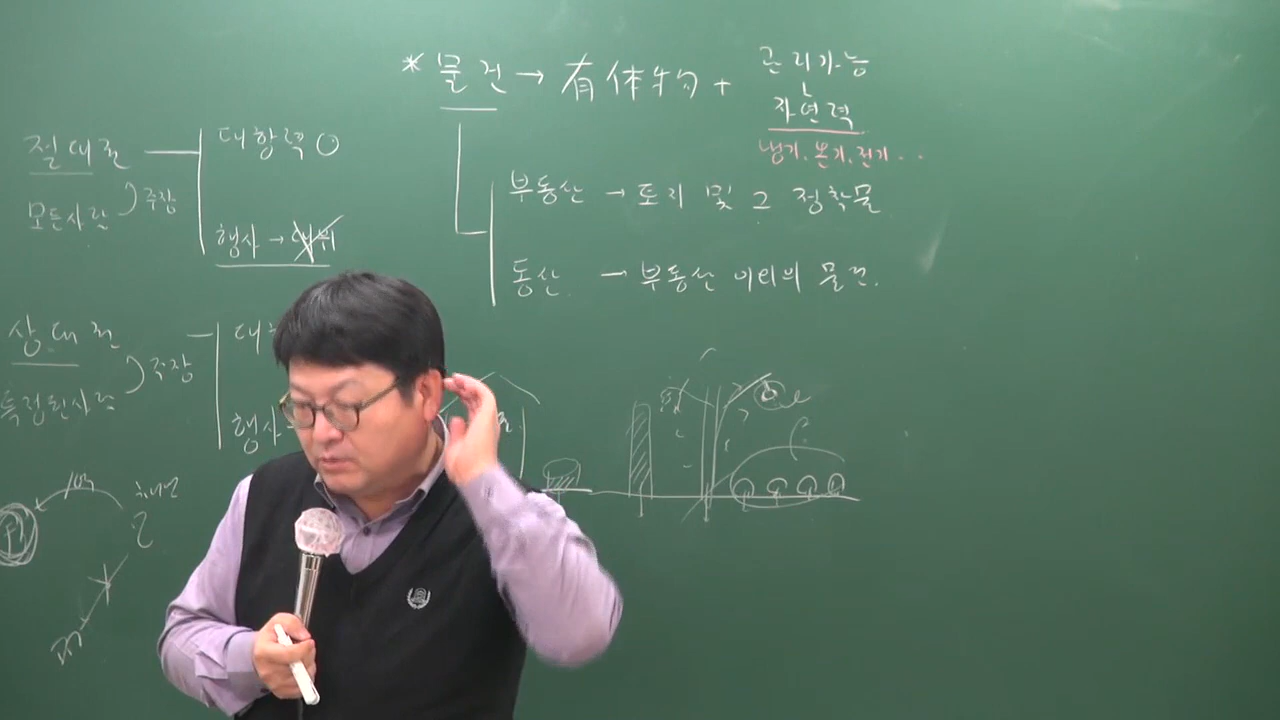 * 물건 → 有体物 +
관리가능
자연력
냉기, 온기, 전기...
부동산 → 토지 및 그 정착물
동산 → 부동산 이외의 물건.
절대권
모든사람
주장
대항력 O
행사 →
상대권
특정된사람
주장
대
행사